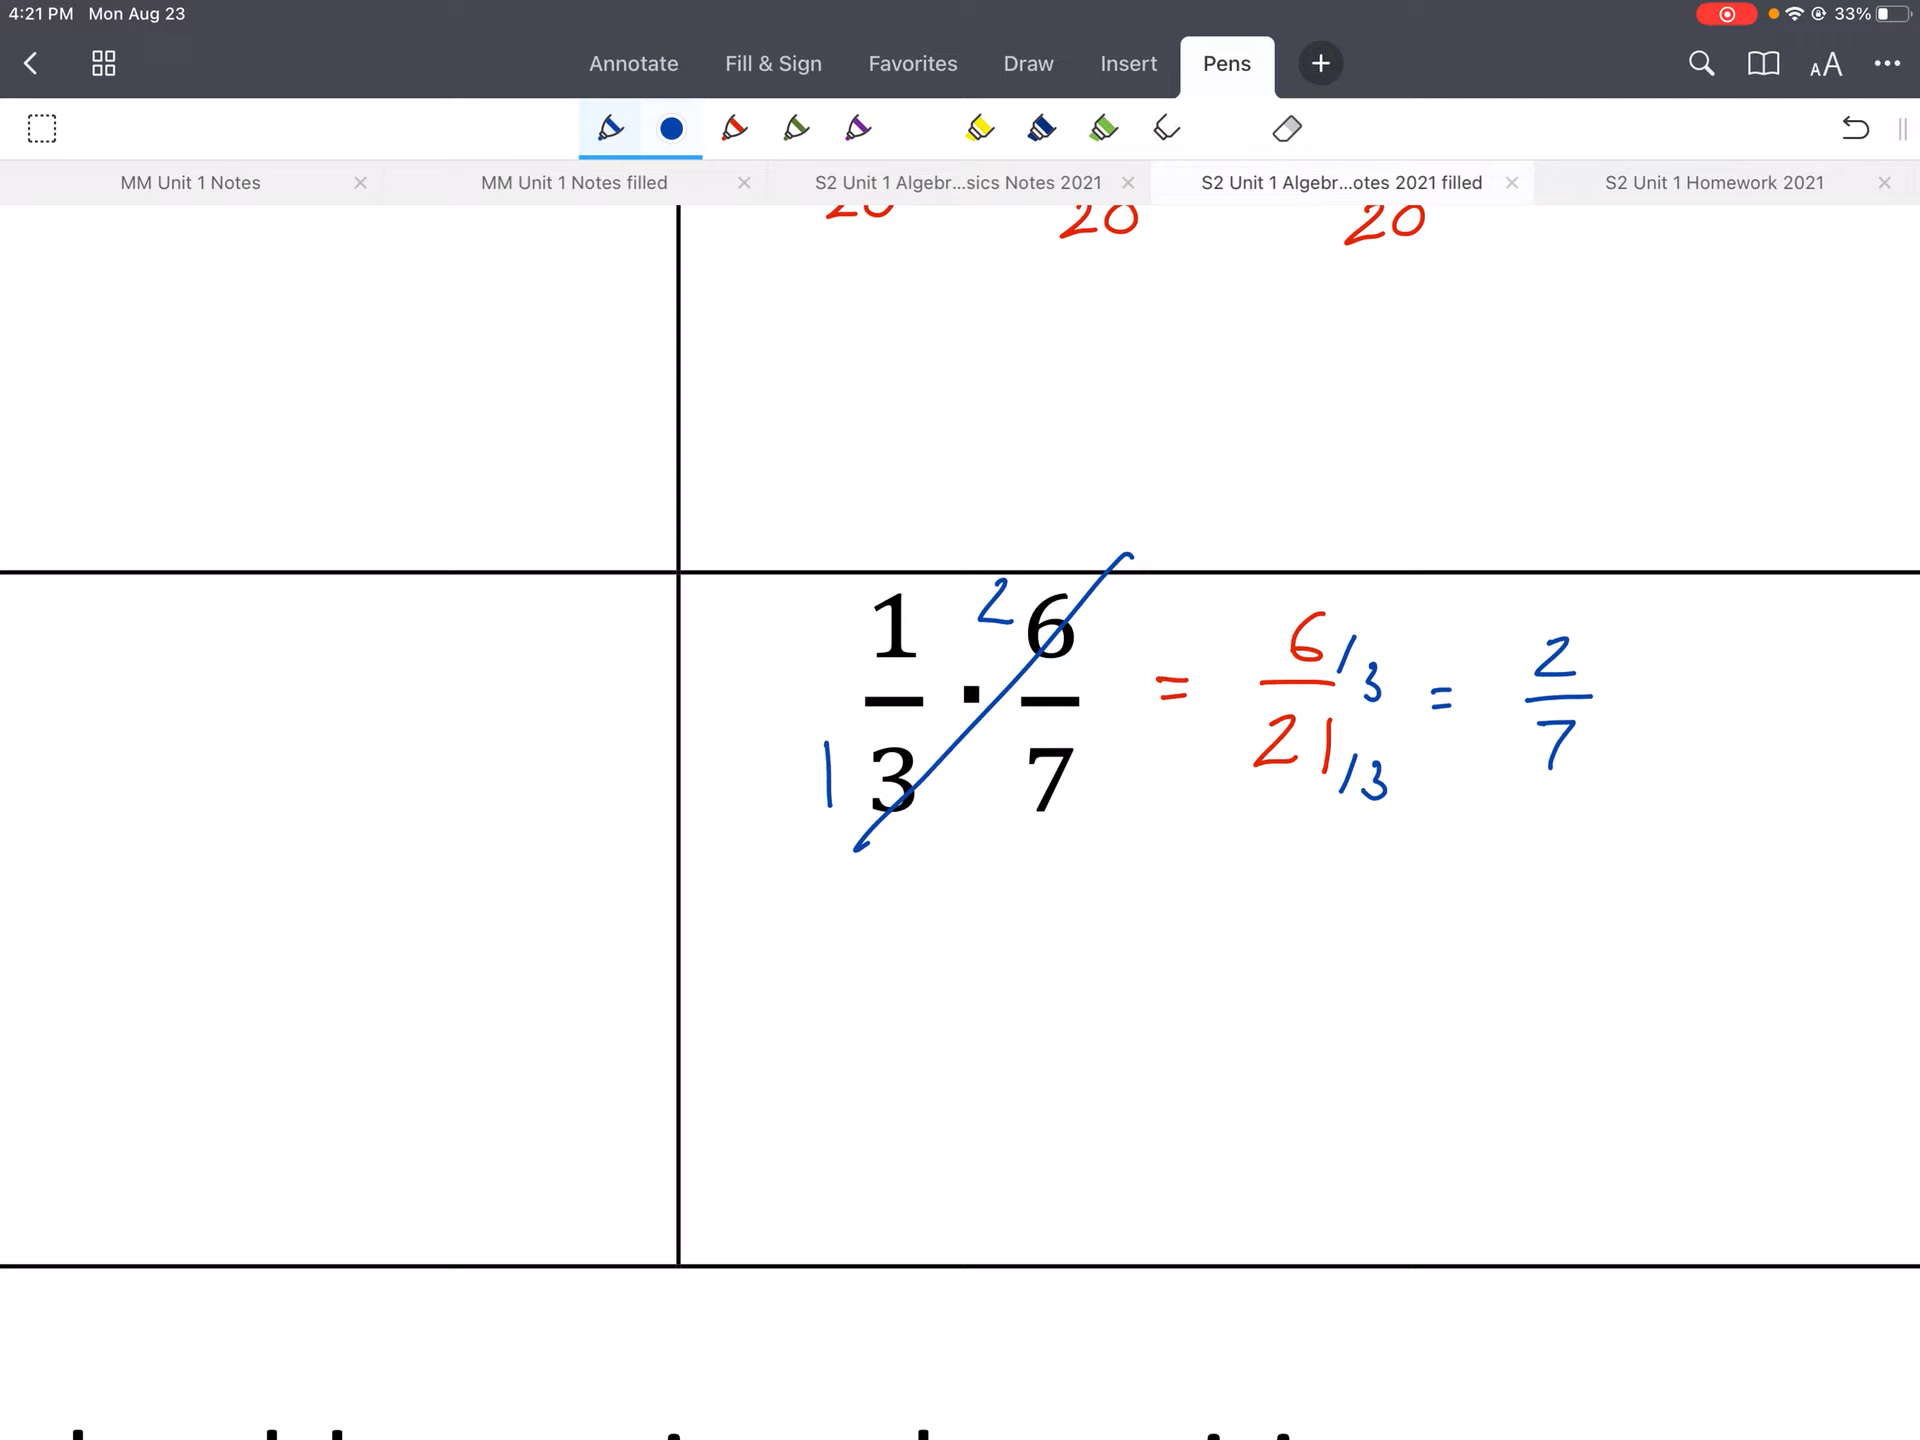 4:21 PM Mon Aug 23 33%
Annotate Fill & Sign Favorites Draw Insert Pens
MM Unit 1 Notes MM Unit 1 Notes filled S2 Unit 1 Algebr...sics Notes 2021 S2 Unit 1 Algebr...otes 2021 filled S2 Unit 1 Homework 2021
20 20 20
1/3 · 6/7 = 6/21 = 2/7
2
1
/3
/3